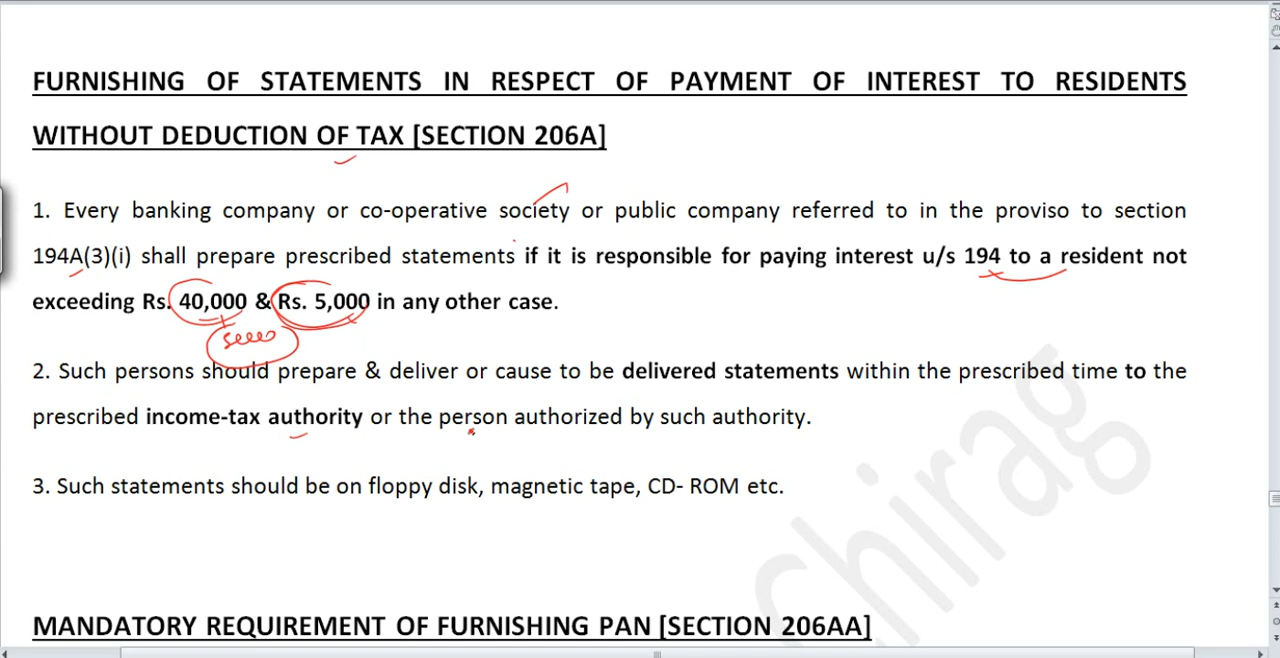 FURNISHING OF STATEMENTS IN RESPECT OF PAYMENT OF INTEREST TO RESIDENTS
WITHOUT DEDUCTION OF TAX [SECTION 206A]
1. Every banking company or co-operative society or public company referred to in the proviso to section
194A(3)(i) shall prepare prescribed statements if it is responsible for paying interest u/s 194 to a resident not
exceeding Rs. 40,000 & Rs. 5,000 in any other case.
2. Such persons should prepare & deliver or cause to be delivered statements within the prescribed time to the
prescribed income-tax authority or the person authorized by such authority.
3. Such statements should be on floppy disk, magnetic tape, CD- ROM etc.
Chirag
MANDATORY REQUIREMENT OF FURNISHING PAN [SECTION 206AA]